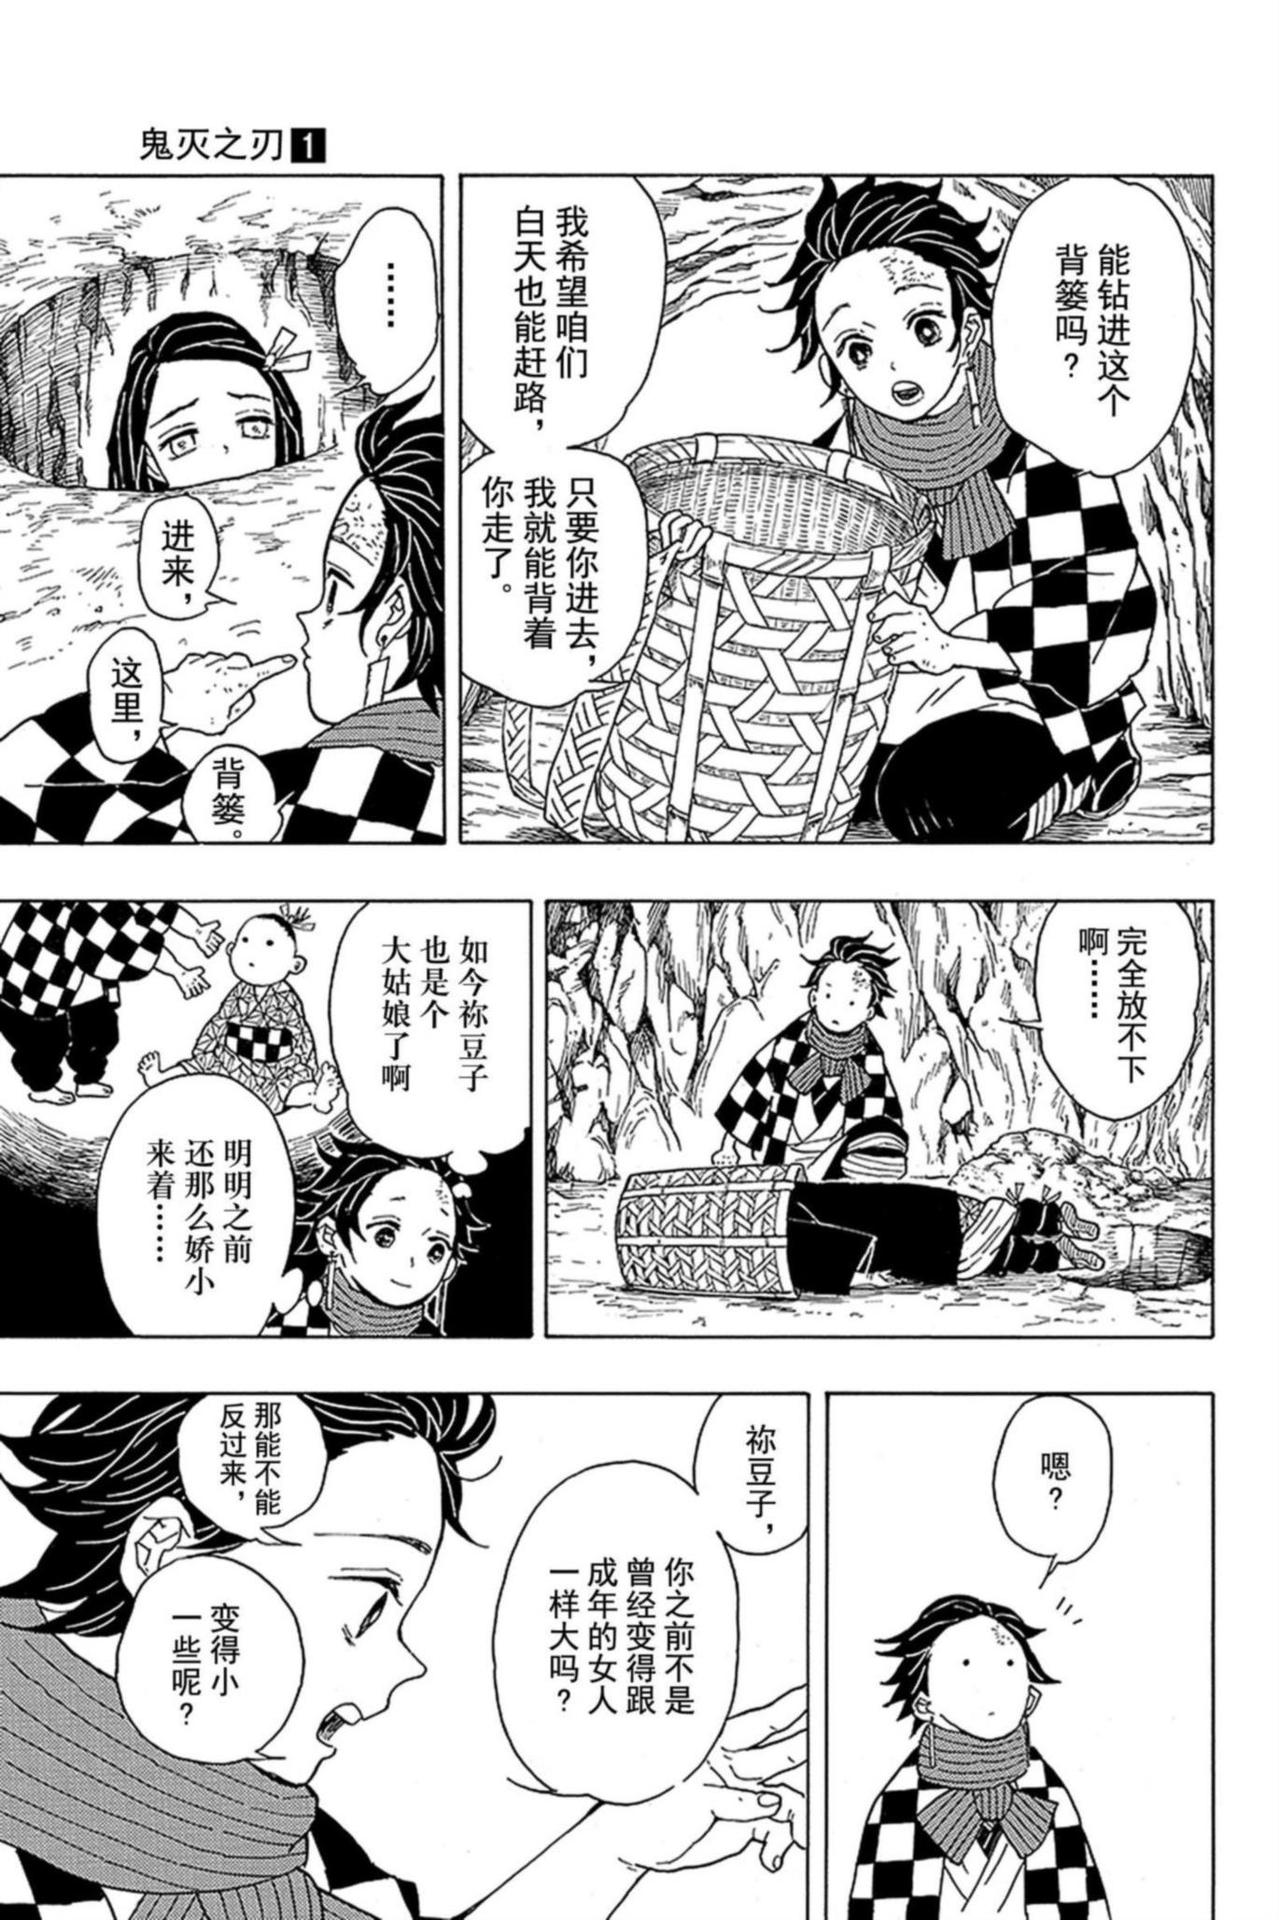 鬼灭之刃1
能钻进这个
背篓吗?
我希望咱们
白天也能赶路，
只要你进去，
我就能背着
你走了。
……
进来，
这里，
背篓。
完全放不下
啊……
如今祢豆子
也是个
大姑娘了啊
明明之前
还那么娇小
来着……
嗯?
祢豆子，
你之前不是
曾经变得跟
成年的女人
一样大吗?
那能不能
反过来，
变得小
一些呢?